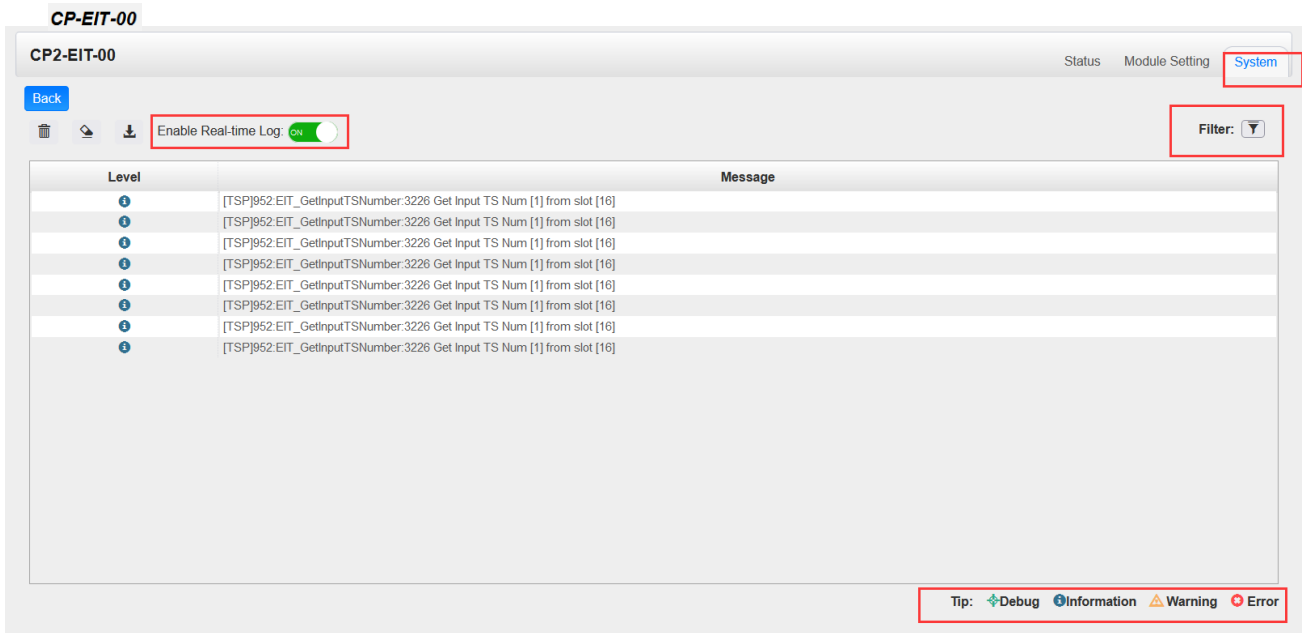 CP-EIT-00
CP2-EIT-00
Status Module Setting System
Back
Enable Real-time Log: ON Filter:
Level Message
[TSP]952:EIT_GetInputTSNumber:3226 Get Input TS Num [1] from slot [16]
[TSP]952:EIT_GetInputTSNumber:3226 Get Input TS Num [1] from slot [16]
[TSP]952:EIT_GetInputTSNumber:3226 Get Input TS Num [1] from slot [16]
[TSP]952:EIT_GetInputTSNumber:3226 Get Input TS Num [1] from slot [16]
[TSP]952:EIT_GetInputTSNumber:3226 Get Input TS Num [1] from slot [16]
[TSP]952:EIT_GetInputTSNumber:3226 Get Input TS Num [1] from slot [16]
[TSP]952:EIT_GetInputTSNumber:3226 Get Input TS Num [1] from slot [16]
[TSP]952:EIT_GetInputTSNumber:3226 Get Input TS Num [1] from slot [16]
Tip: Debug Information Warning Error